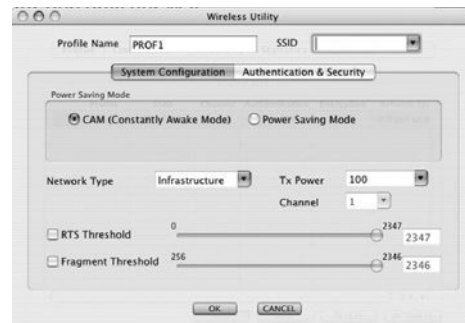 Wireless Utility
Profile Name PROF1 SSID
System Configuration Authentication & Security
Power Saving Mode
CAM (Constantly Awake Mode) Power Saving Mode
Network Type Infrastructure Tx Power 100
Channel 1
RTS Threshold 0 2347 2347
Fragment Threshold 256 2346 2346
OK CANCEL